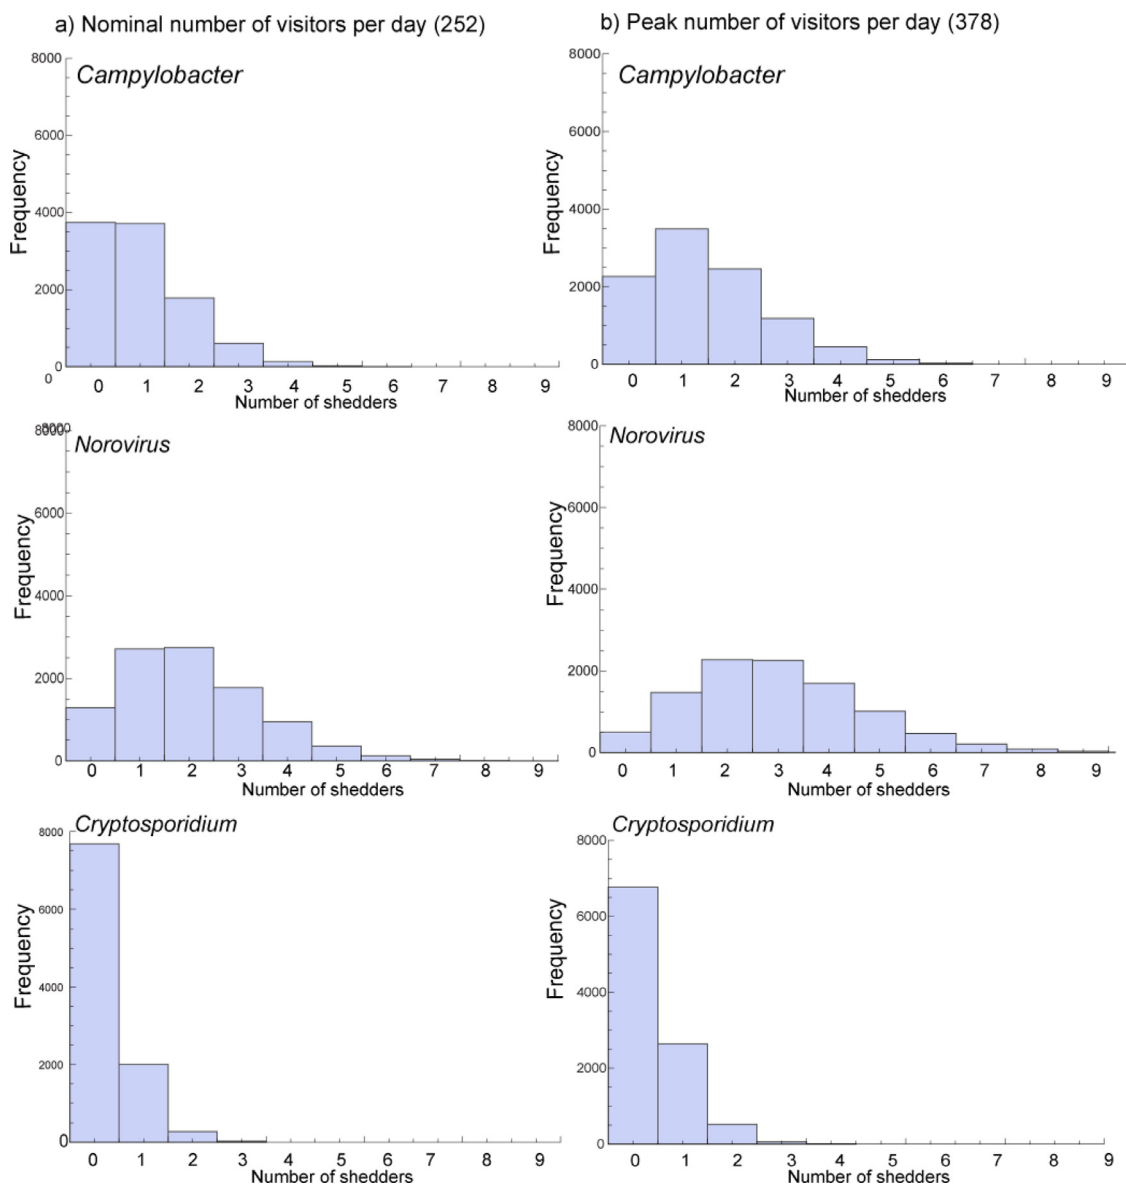 a) Nominal number of visitors per day (252)
8000
Campylobacter
6000
4000
2000
0
0
Frequency
0 1 2 3 4 5 6 7 8 9
Number of shedders
b) Peak number of visitors per day (378)
8000
Campylobacter
6000
4000
2000
0
Frequency
0 1 2 3 4 5 6 7 8 9
Number of shedders
8000
8000
Norovirus
6000
4000
2000
0
Frequency
0 1 2 3 4 5 6 7 8 9
Number of shedders
8000
Norovirus
6000
4000
2000
0
Frequency
0 1 2 3 4 5 6 7 8 9
Number of shedders
Cryptosporidium
8000
6000
4000
2000
0
Frequency
0 1 2 3 4 5 6 7 8 9
Number of shedders
Cryptosporidium
8000
6000
4000
2000
0
Frequency
0 1 2 3 4 5 6 7 8 9
Number of shedders